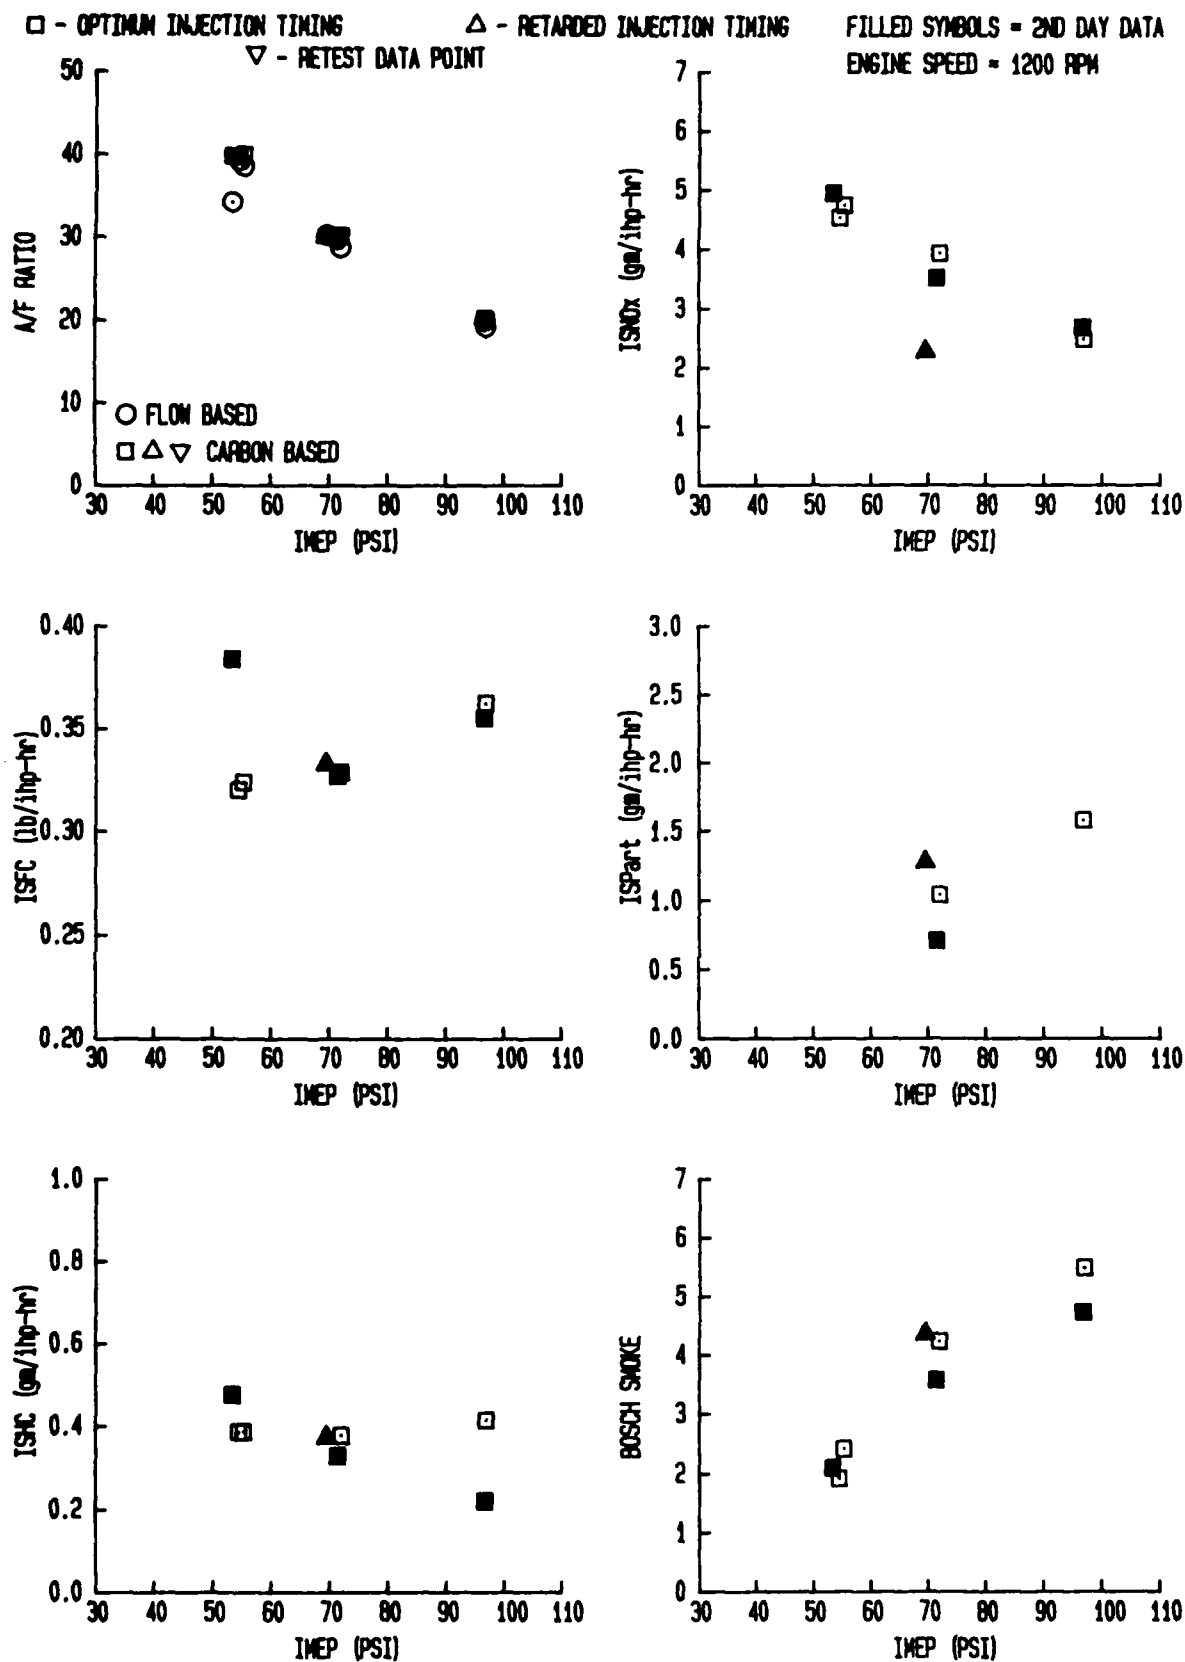 □ - OPTIMUM INJECTION TIMING △ - RETARDED INJECTION TIMING FILLED SYMBOLS = 2ND DAY DATA
▽ - RETEST DATA POINT ENGINE SPEED = 1200 RPM
50
40
30
20
10
0
A/F RATIO
○ FLOW BASED
□ △ ▽ CARBON BASED
30 40 50 60 70 80 90 100 110
IMEP (PSI)
7
6
5
4
3
2
1
0
ISNOx (gm/ihp-hr)
30 40 50 60 70 80 90 100 110
IMEP (PSI)
0.40
0.35
0.30
0.25
0.20
ISFC (lb/ihp-hr)
30 40 50 60 70 80 90 100 110
IMEP (PSI)
3.0
2.5
2.0
1.5
1.0
0.5
0.0
ISPart (gm/ihp-hr)
30 40 50 60 70 80 90 100 110
IMEP (PSI)
1.0
0.8
0.6
0.4
0.2
0.0
ISHC (gm/ihp-hr)
30 40 50 60 70 80 90 100 110
IMEP (PSI)
7
6
5
4
3
2
1
0
BOSCH SMOKE
30 40 50 60 70 80 90 100 110
IMEP (PSI)